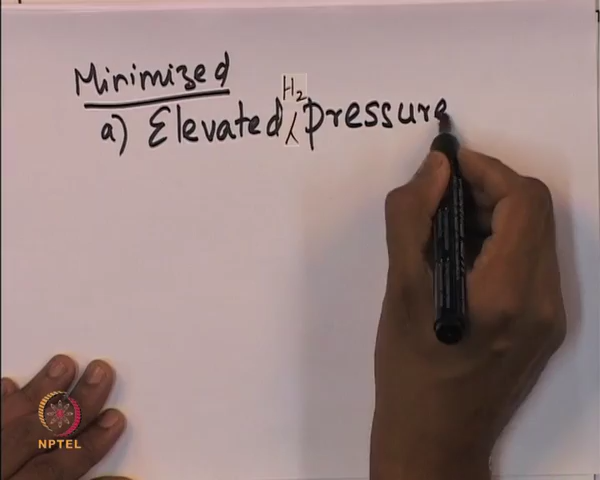 Minimized
a) Elevated H₂ pressure
NPTEL